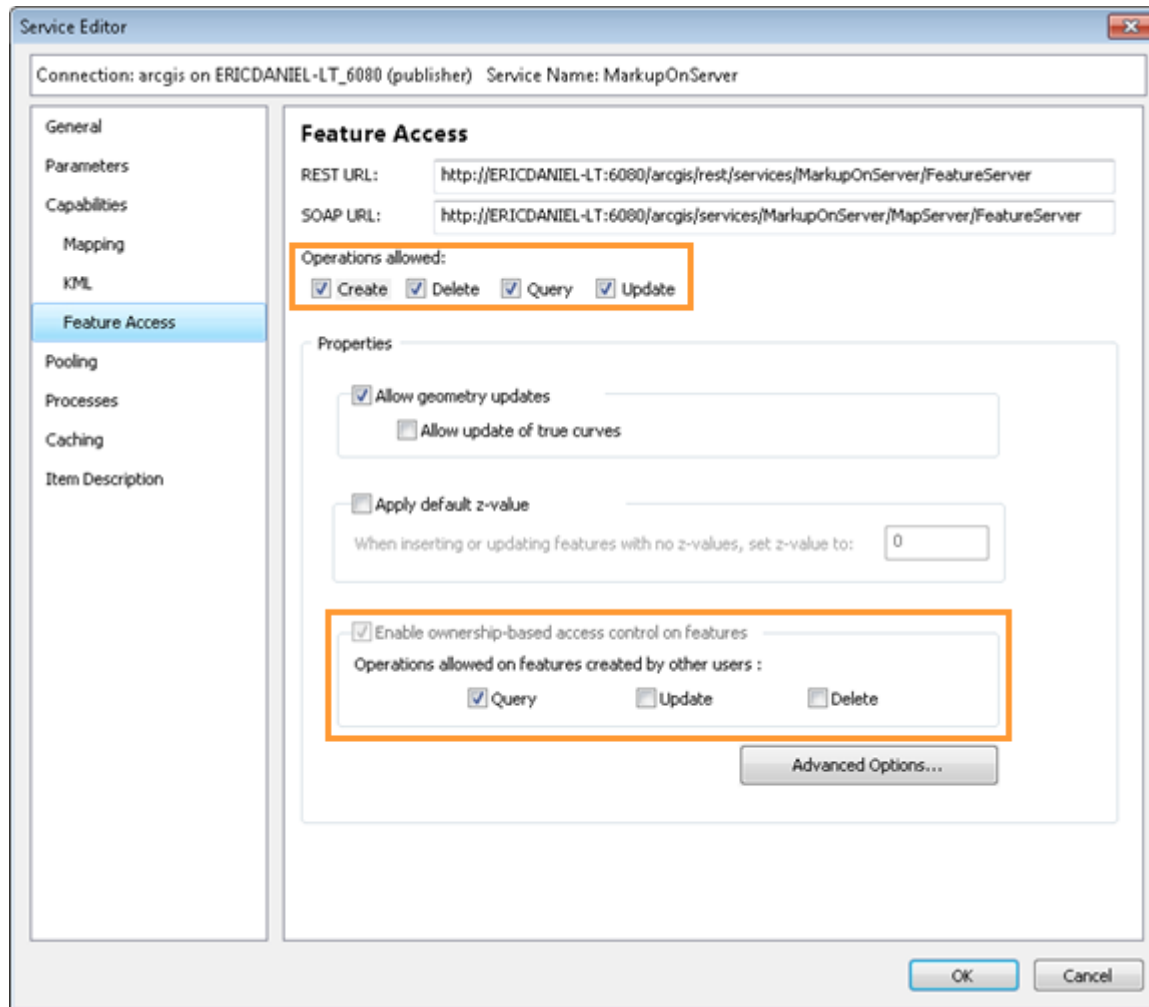 Service Editor
Connection: arcgis on ERICDANIEL-LT_6080 (publisher)   Service Name: MarkupOnServer
General
Parameters
Capabilities
Mapping
KML
Feature Access
Pooling
Processes
Caching
Item Description
Feature Access
REST URL: http://ERICDANIEL-LT:6080/arcgis/rest/services/MarkupOnServer/FeatureServer
SOAP URL: http://ERICDANIEL-LT:6080/arcgis/services/MarkupOnServer/MapServer/FeatureServer
Operations allowed:
Create Delete Query Update
Properties
Allow geometry updates
Allow update of true curves
Apply default z-value
When inserting or updating features with no z-values, set z-value to: 0
Enable ownership-based access control on features
Operations allowed on features created by other users :
Query Update Delete
Advanced Options...
OK Cancel